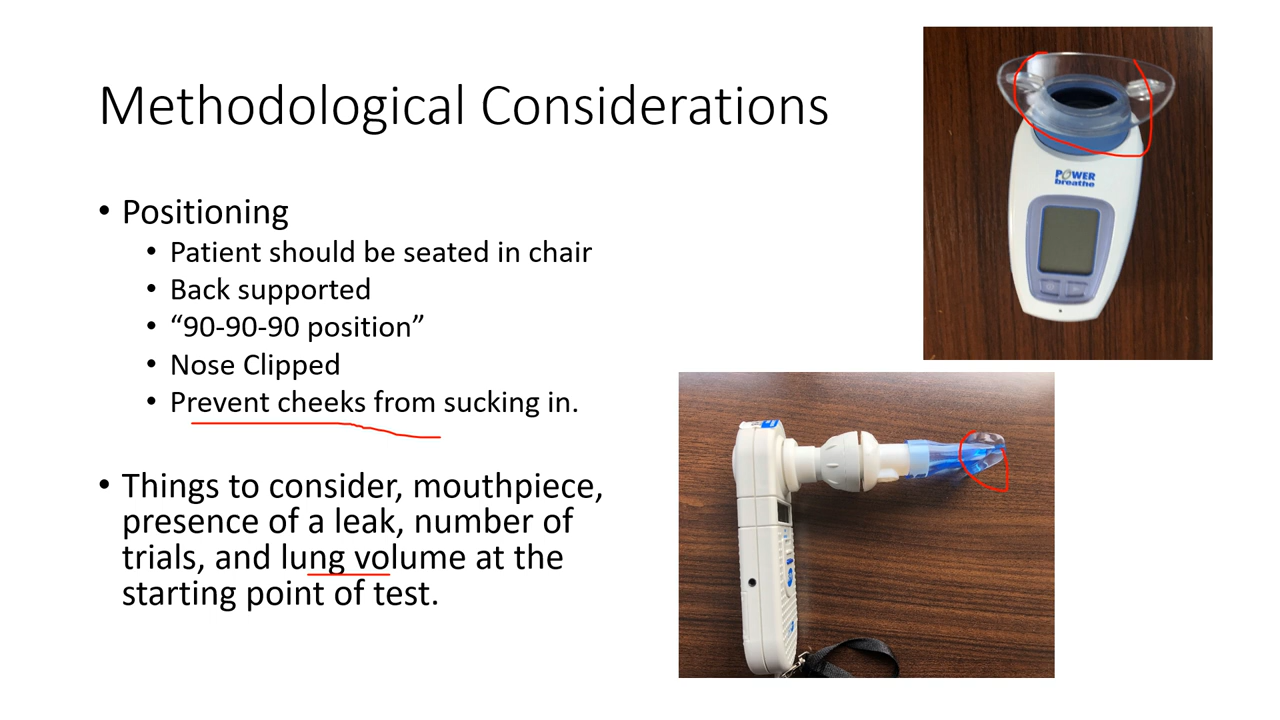 Methodological Considerations
• Positioning
• Patient should be seated in chair
• Back supported
• “90-90-90 position”
• Nose Clipped
• Prevent cheeks from sucking in.
• Things to consider, mouthpiece,
presence of a leak, number of
trials, and lung volume at the
starting point of test.
POWER
breathe